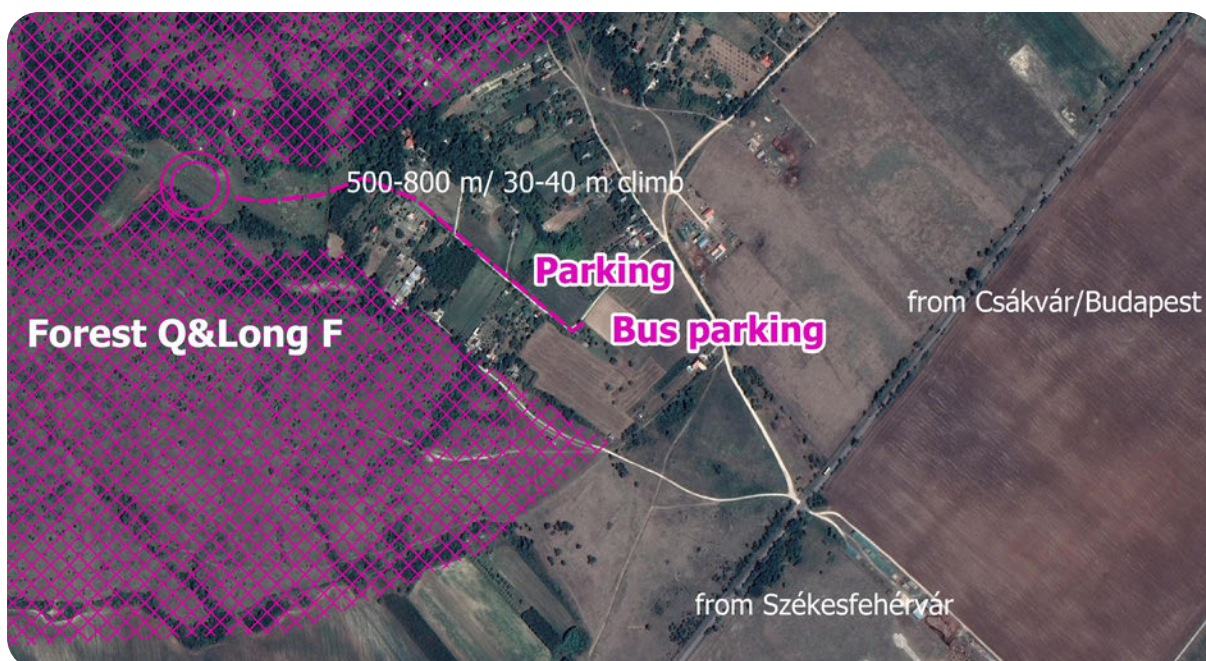 500-800 m/ 30-40 m climb
Parking
from Csákvár/Budapest
Forest Q&Long F
Bus parking
from Székesfehérvár